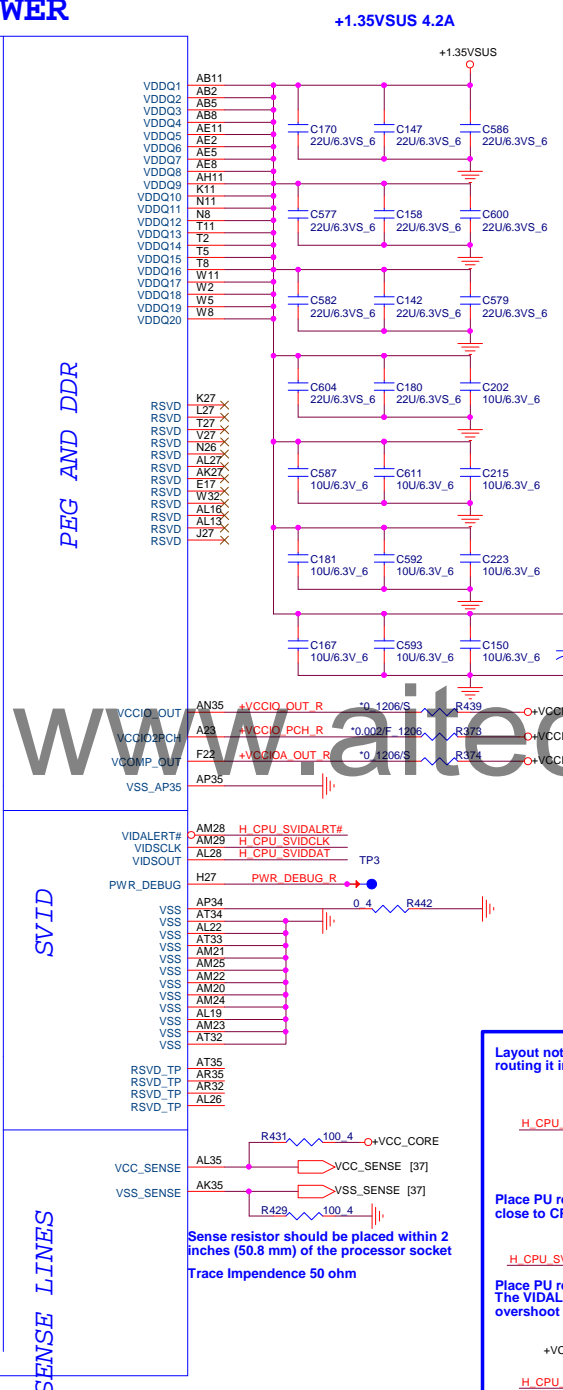 WER
+1.35VSUS 4.2A
+1.35VSUS
VDDQ1 AB11
VDDQ2 AB2
VDDQ3 AB5
VDDQ4 AB8
VDDQ5 AE11
VDDQ6 AE2
VDDQ7 AE5
VDDQ8 AE8
VDDQ9 AH11
VDDQ10 K11
VDDQ11 N11
VDDQ12 N8
VDDQ13 T11
VDDQ14 T2
VDDQ15 T5
VDDQ16 T8
VDDQ17 W11
VDDQ18 W2
VDDQ19 W5
VDDQ20 W8
C170 C147 C586
22U/6.3VS_6 22U/6.3VS_6 22U/6.3VS_6
C577 C158 C600
22U/6.3VS_6 22U/6.3VS_6 22U/6.3VS_6
C582 C142 C579
22U/6.3VS_6 22U/6.3VS_6 22U/6.3VS_6
C604 C180 C202
22U/6.3VS_6 22U/6.3VS_6 10U/6.3V_6
C587 C611 C215
10U/6.3V_6 10U/6.3V_6 10U/6.3V_6
C181 C592 C223
10U/6.3V_6 10U/6.3V_6 10U/6.3V_6
C167 C593 C150
10U/6.3V_6 10U/6.3V_6 10U/6.3V_6
PEG AND DDR
RSVD K27
RSVD L27
RSVD T27
RSVD V27
RSVD N26
RSVD AL27
RSVD AK27
RSVD E17
RSVD W32
RSVD AL16
RSVD AL13
RSVD J27
www.aitec
VCCIO_OUT AN35 +VCCIO_OUT_R *0_1206/S R439 +VCCI
VCCIO2PCH A23 +VCCIO_PCH_R *0.002/F_1206 R373 +VCCI
VCOMP_OUT F22 +VCCIOA_OUT_R *0_1206/S R374 +VCCI
VSS_AP35 AP35
SVID
VIDALERT# AM28 H_CPU_SVIDALRT#
VIDSCLK AM29 H_CPU_SVIDCLK
VIDSOUT AL28 H_CPU_SVIDDAT
TP3
PWR_DEBUG H27 PWR_DEBUG_R
VSS AP34 0_4 R442
VSS AT34
VSS AL22
VSS AT33
VSS AM21
VSS AM25
VSS AM22
VSS AM20
VSS AM24
VSS AL19
VSS AM23
VSS AT32
RSVD_TP AT35
RSVD_TP AR35
RSVD_TP AR32
RSVD_TP AL26
SENSE LINES
R431 100_4 +VCC_CORE
VCC_SENSE AL35 VCC_SENSE [37]
VSS_SENSE AK35 VSS_SENSE [37]
R429 100_4
Sense resistor should be placed within 2
inches (50.8 mm) of the processor socket
Trace Impendence 50 ohm
Layout not
routing it i
H_CPU_
Place PU re
close to CP
H_CPU_SV
Place PU re
The VIDAL
overshoot
+VC
H_CPU_